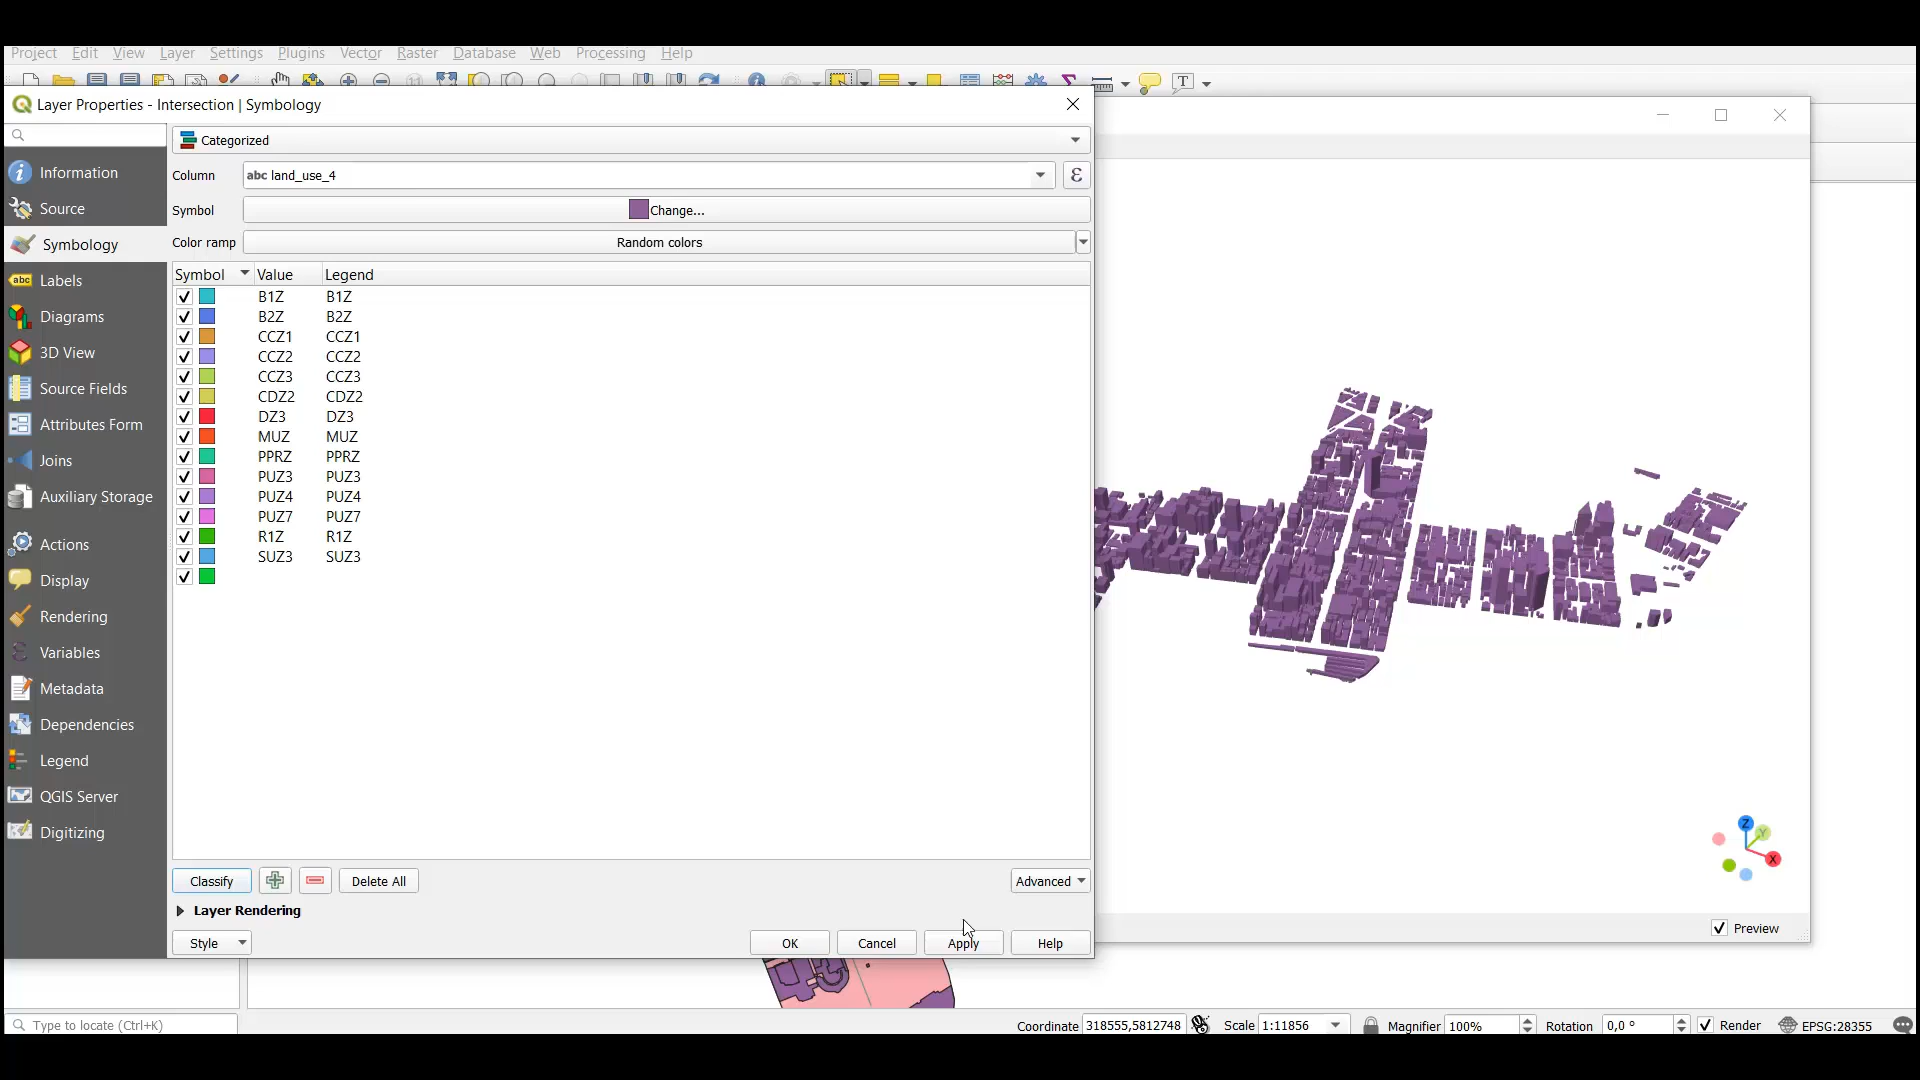 Project Edit View Layer Settings Plugins Vector Raster Database Web Processing Help
Layer Properties - Intersection | Symbology
Categorized
Information
Column abc land_use_4 ε
Source
Symbol Change...
Symbology
Color ramp Random colors
Labels
Diagrams
3D View
Source Fields
Attributes Form
Joins
Auxiliary Storage
Actions
Display
Rendering
Variables
Metadata
Dependencies
Legend
QGIS Server
Digitizing
Symbol Value Legend
B1Z B1Z
B2Z B2Z
CCZ1 CCZ1
CCZ2 CCZ2
CCZ3 CCZ3
CDZ2 CDZ2
DZ3 DZ3
MUZ MUZ
PPRZ PPRZ
PUZ3 PUZ3
PUZ4 PUZ4
PUZ7 PUZ7
R1Z R1Z
SUZ3 SUZ3
Classify Delete All Advanced
Layer Rendering
Style OK Cancel Apply Help
Z Y X
Preview
Type to locate (Ctrl+K) Coordinate 318555,5812748 Scale 1:11856 Magnifier 100% Rotation 0,0 ° Render EPSG:28355